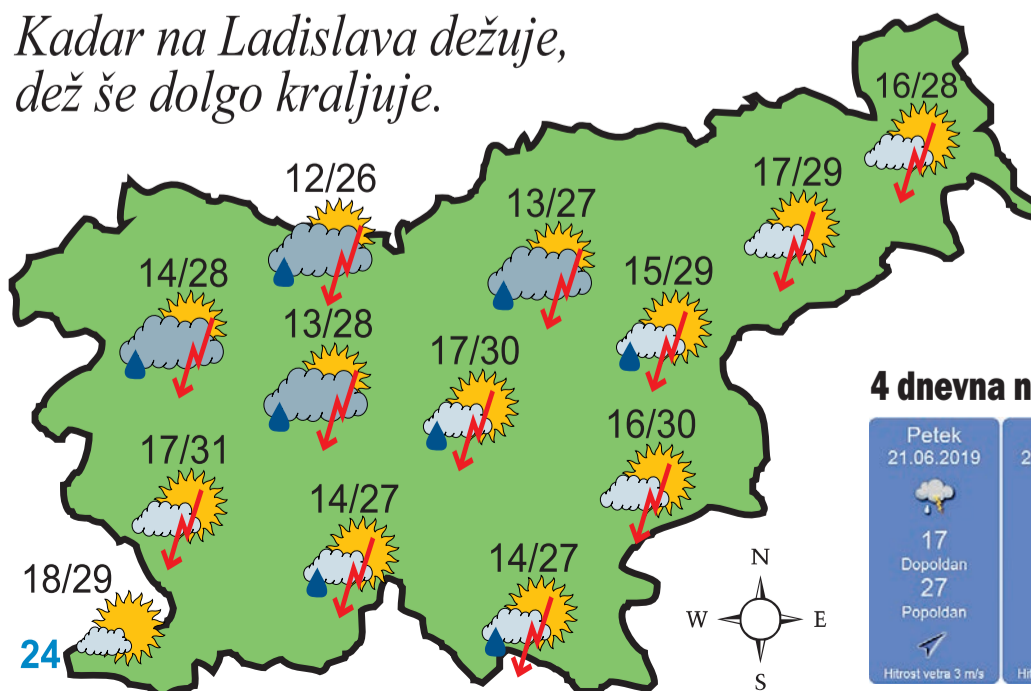 Kadar na Ladislava dežuje,
dež še dolgo kraljuje.
16/28
12/26
17/29
13/27
14/28
15/29
13/28
17/30
16/30
17/31
14/27
14/27
18/29
24
N
W
E
S
4 dnevna n
Petek
21.06.2019
17
Dopoldan
27
Popoldan
Hitrost vetra 3 m/s
2
Hi